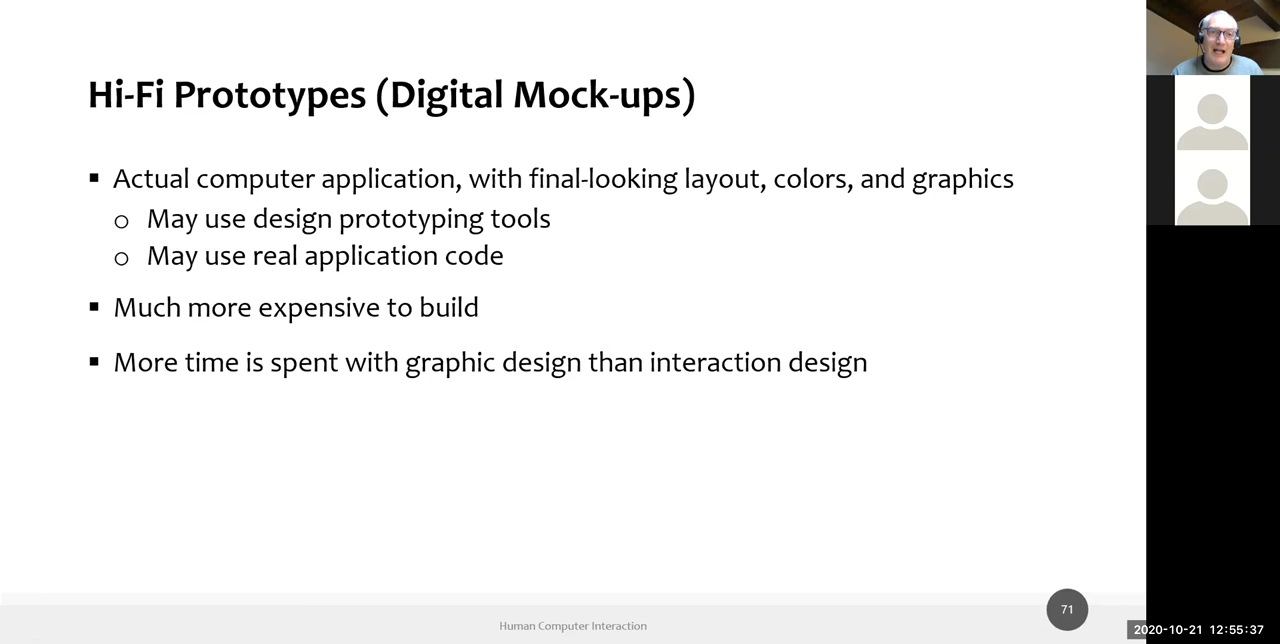 Hi-Fi Prototypes (Digital Mock-ups)
Actual computer application, with final-looking layout, colors, and graphics
May use design prototyping tools
May use real application code
Much more expensive to build
More time is spent with graphic design than interaction design
Human Computer Interaction
71
2020-10-21 12:55:37